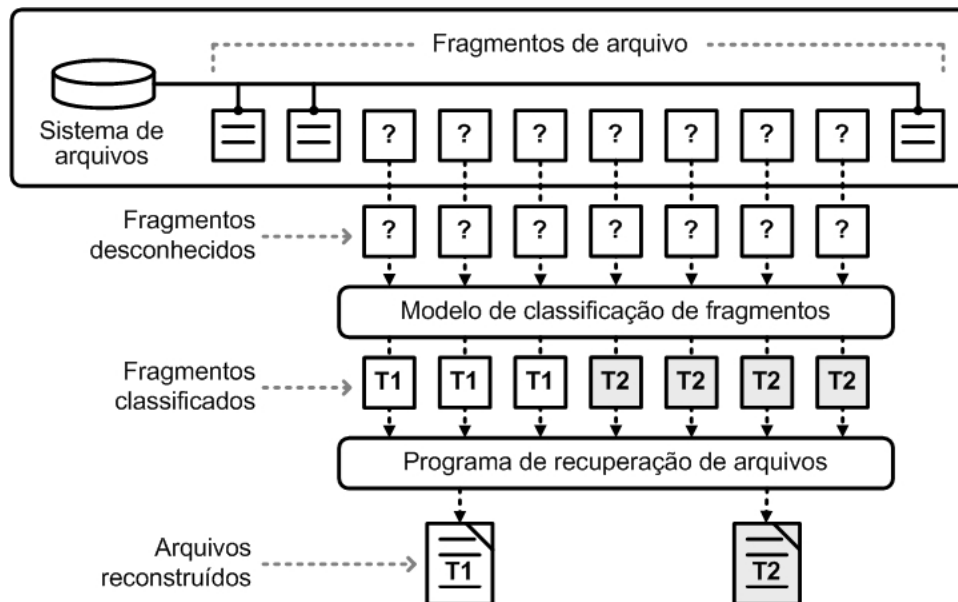 Fragmentos de arquivo
Sistema de
arquivos
? ? ? ? ? ? ?
Fragmentos
desconhecidos
? ? ? ? ? ? ?
Modelo de classificação de fragmentos
Fragmentos
classificados
T1 T1 T1 T2 T2 T2 T2
Programa de recuperação de arquivos
Arquivos
reconstruídos
T1 T2